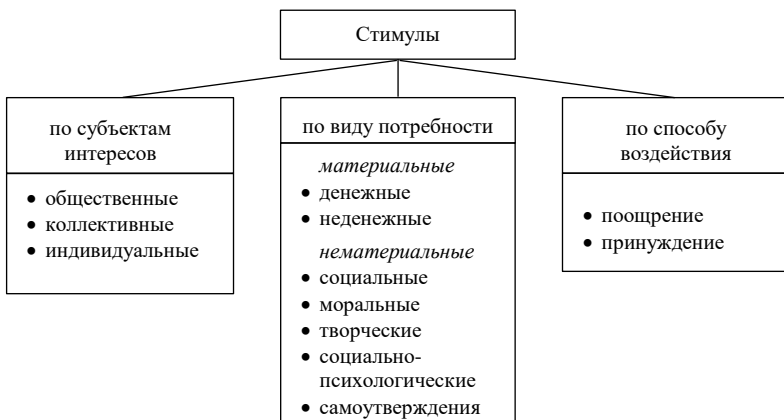 Стимулы
по субъектам
интересов
• общественные
• коллективные
• индивидуальные
по виду потребности
материальные
• денежные
• неденежные
нематериальные
• социальные
• моральные
• творческие
• социально-
психологические
• самоутверждения
по способу
воздействия
• поощрение
• принуждение